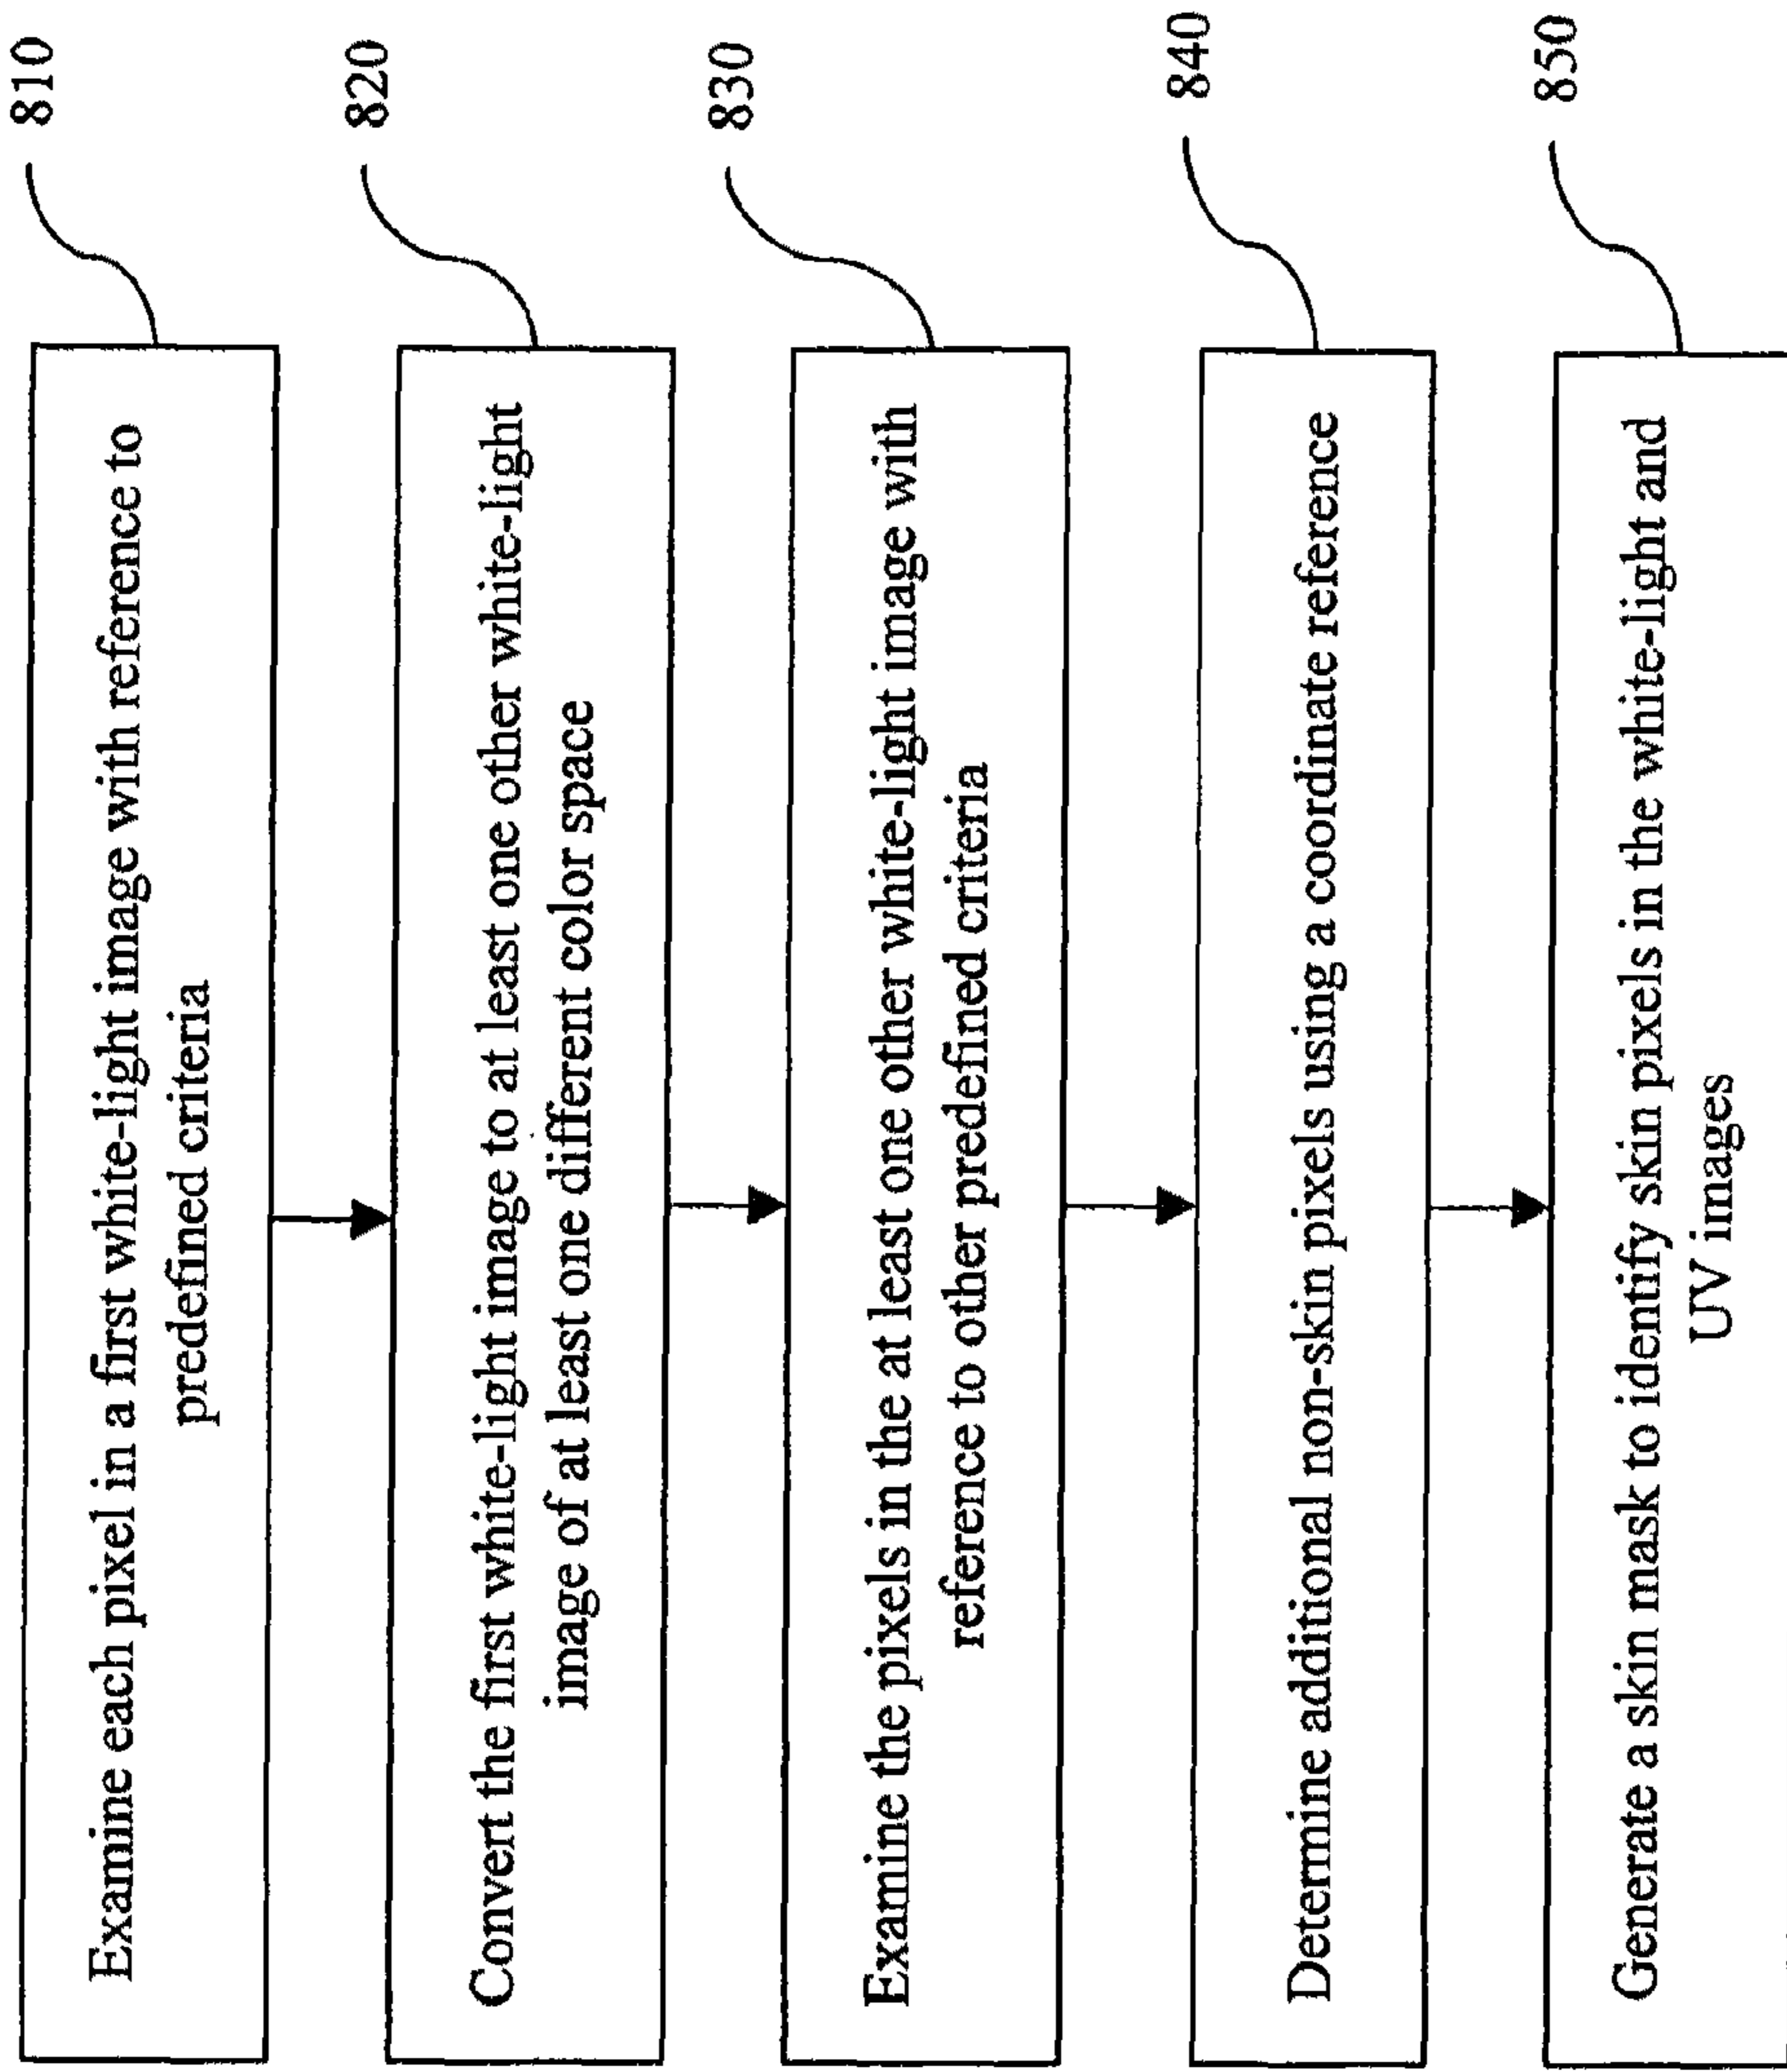 810
Examine each pixel in a first white-light image with reference to
predefined criteria
820
Convert the first white-light image to at least one other white-light
image of at least one different color space
830
Examine the pixels in the at least one other white-light image with
reference to other predefined criteria
840
Determine additional non-skin pixels using a coordinate reference
850
Generate a skin mask to identify skin pixels in the white-light and
UV images